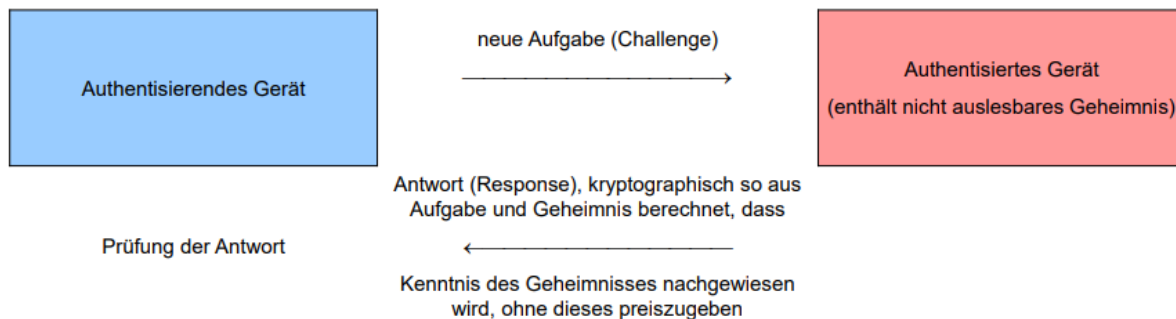 Authentisierendes Gerät
neue Aufgabe (Challenge)
Authentisiertes Gerät
(enthält nicht auslesbares Geheimnis)
Antwort (Response), kryptographisch so aus
Aufgabe und Geheimnis berechnet, dass
Prüfung der Antwort
Kenntnis des Geheimnisses nachgewiesen
wird, ohne dieses preiszugeben